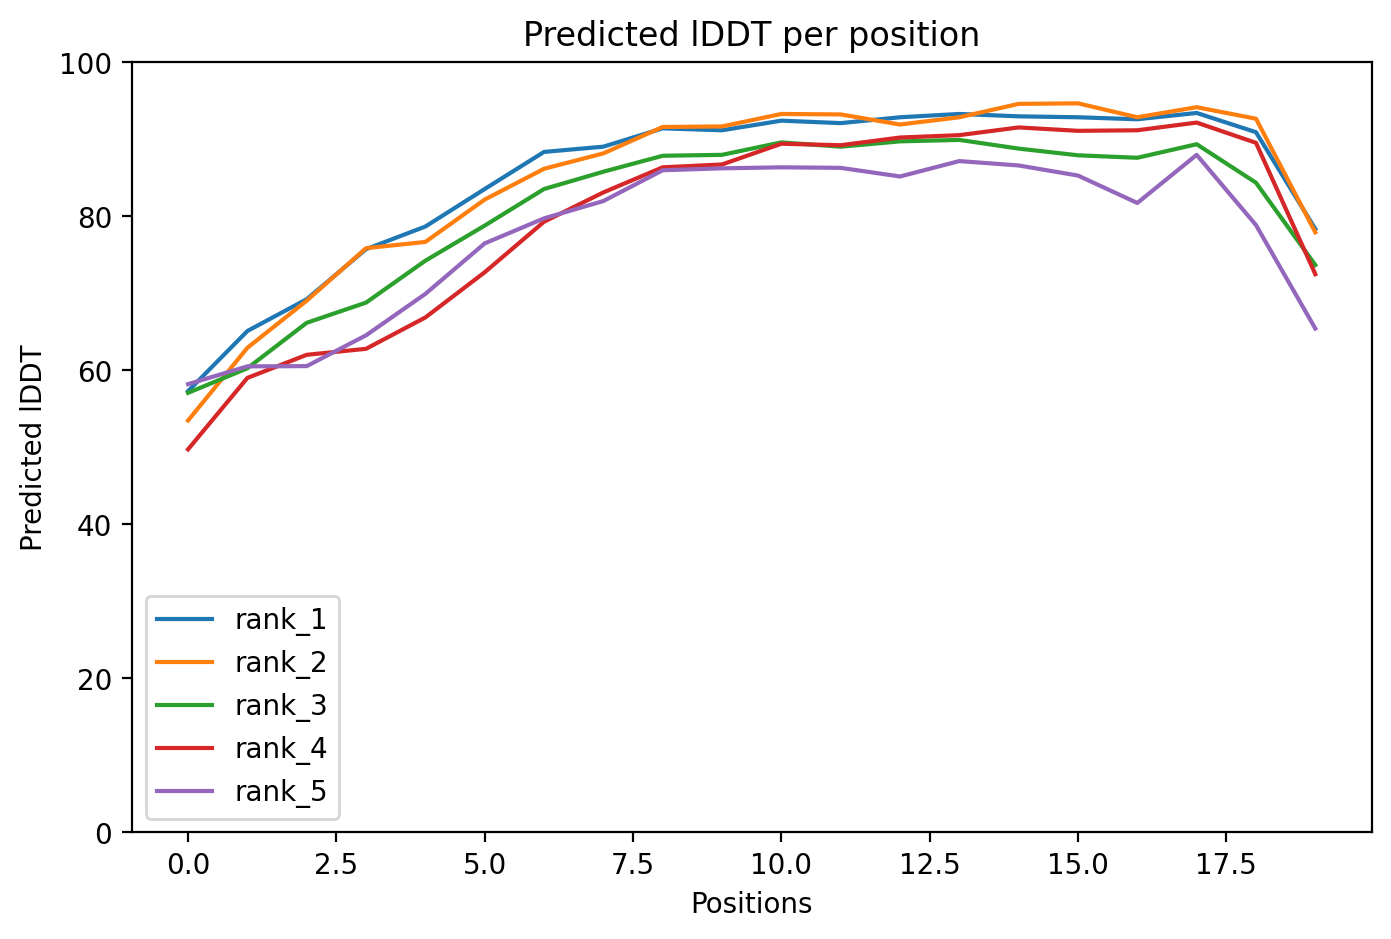 Predicted lDDT per position
100
80
60
40
20
0
Predicted lDDT
rank_1
rank_2
rank_3
rank_4
rank_5
0.0 2.5 5.0 7.5 10.0 12.5 15.0 17.5
Positions